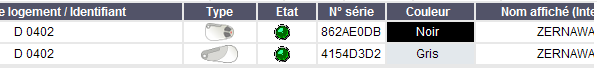 e logement / Identifiant Type Etat N° série Couleur Nom affiché (Inte
D 0402 862AE0DB Noir ZERNAWA
D 0402 4154D3D2 Gris ZERNAWA